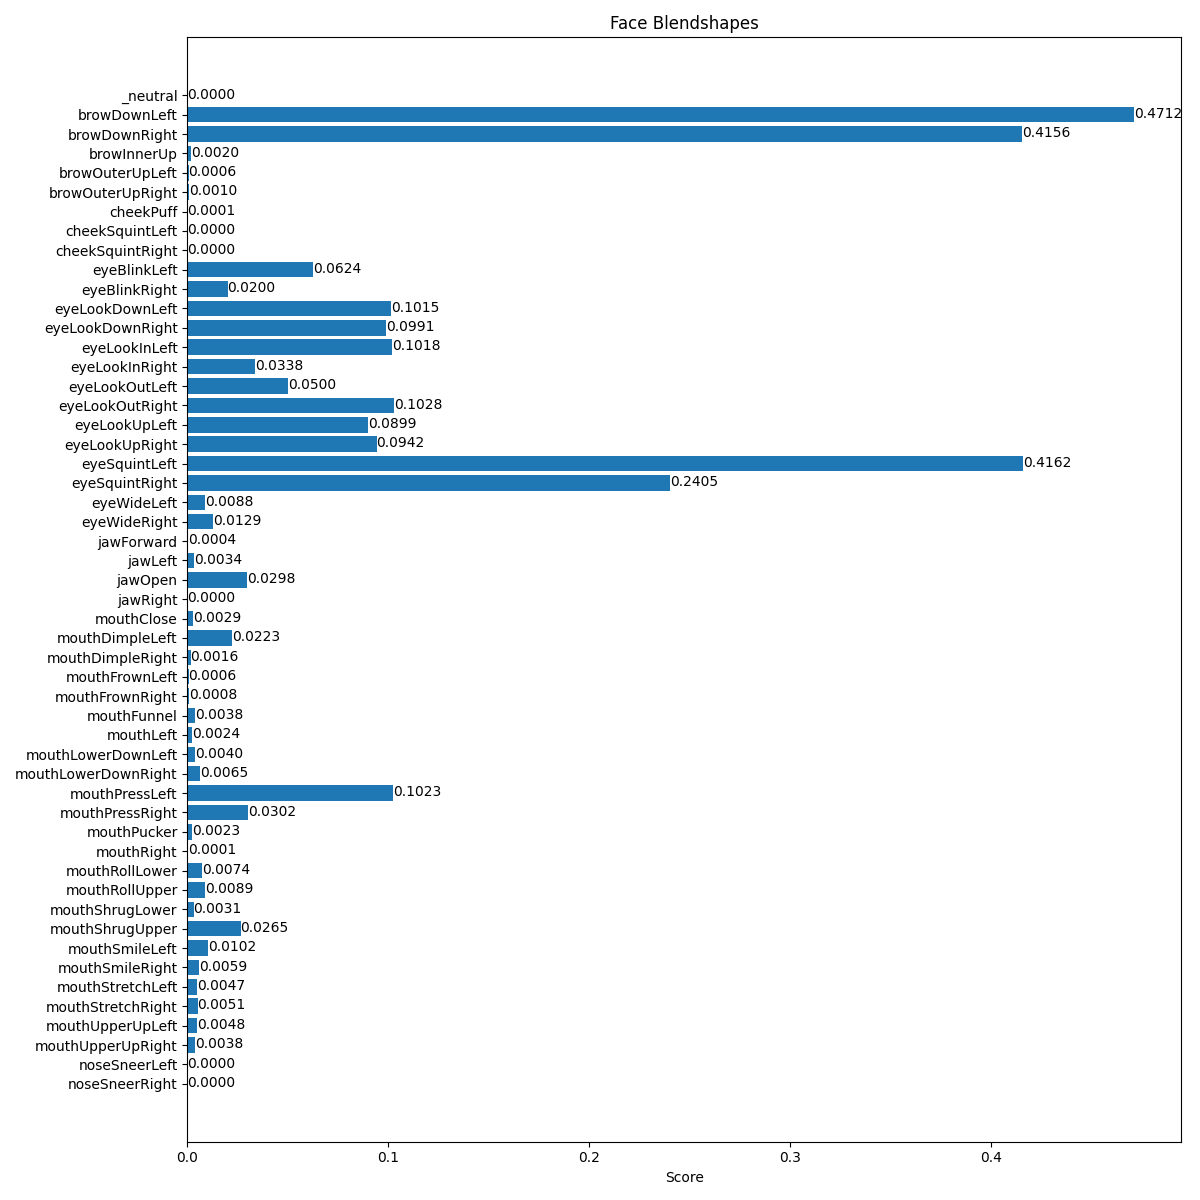 Face Blendshapes
_neutral 0.0000
browDownLeft 0.4712
browDownRight 0.4156
browInnerUp 0.0020
browOuterUpLeft 0.0006
browOuterUpRight 0.0010
cheekPuff 0.0001
cheekSquintLeft 0.0000
cheekSquintRight 0.0000
eyeBlinkLeft 0.0624
eyeBlinkRight 0.0200
eyeLookDownLeft 0.1015
eyeLookDownRight 0.0991
eyeLookInLeft 0.1018
eyeLookInRight 0.0338
eyeLookOutLeft 0.0500
eyeLookOutRight 0.1028
eyeLookUpLeft 0.0899
eyeLookUpRight 0.0942
eyeSquintLeft 0.4162
eyeSquintRight 0.2405
eyeWideLeft 0.0088
eyeWideRight 0.0129
jawForward 0.0004
jawLeft 0.0034
jawOpen 0.0298
jawRight 0.0000
mouthClose 0.0029
mouthDimpleLeft 0.0223
mouthDimpleRight 0.0016
mouthFrownLeft 0.0006
mouthFrownRight 0.0008
mouthFunnel 0.0038
mouthLeft 0.0024
mouthLowerDownLeft 0.0040
mouthLowerDownRight 0.0065
mouthPressLeft 0.1023
mouthPressRight 0.0302
mouthPucker 0.0023
mouthRight 0.0001
mouthRollLower 0.0074
mouthRollUpper 0.0089
mouthShrugLower 0.0031
mouthShrugUpper 0.0265
mouthSmileLeft 0.0102
mouthSmileRight 0.0059
mouthStretchLeft 0.0047
mouthStretchRight 0.0051
mouthUpperUpLeft 0.0048
mouthUpperUpRight 0.0038
noseSneerLeft 0.0000
noseSneerRight 0.0000
0.0 0.1 0.2 0.3 0.4
Score